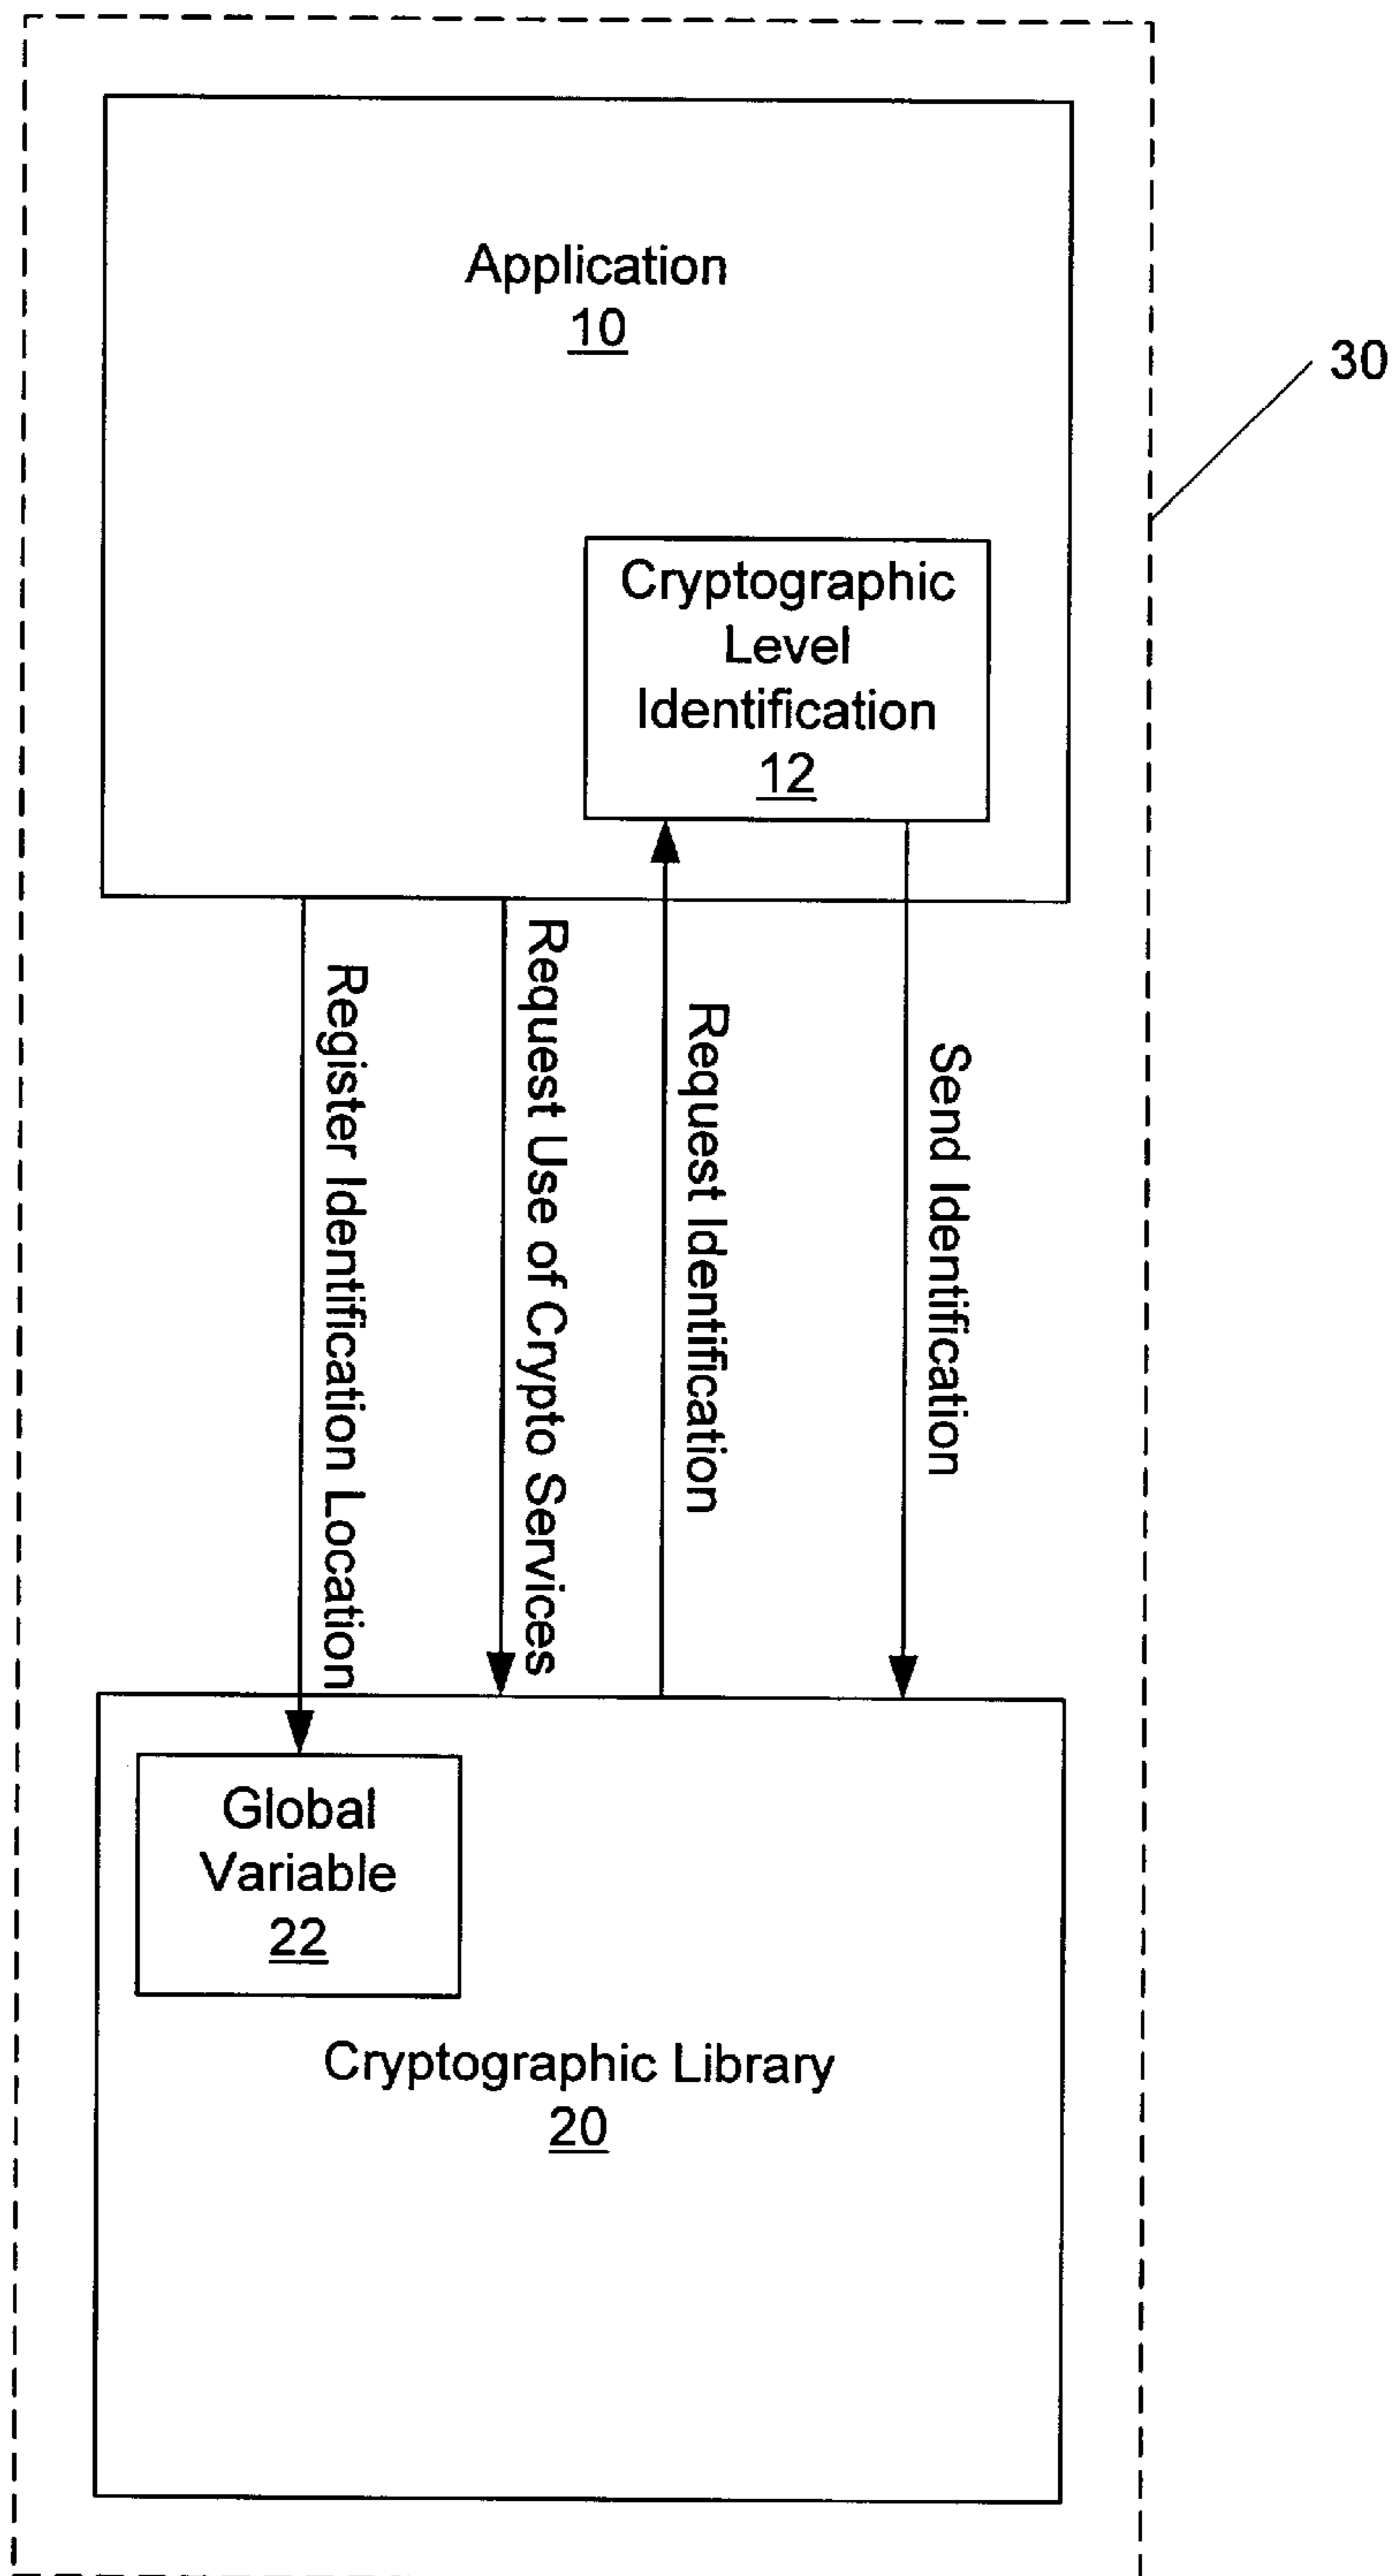 Application
10
30
Cryptographic
Level
Identification
12
Register Identification Location
Request Use of Crypto Services
Request Identification
Send Identification
Global
Variable
22
Cryptographic Library
20